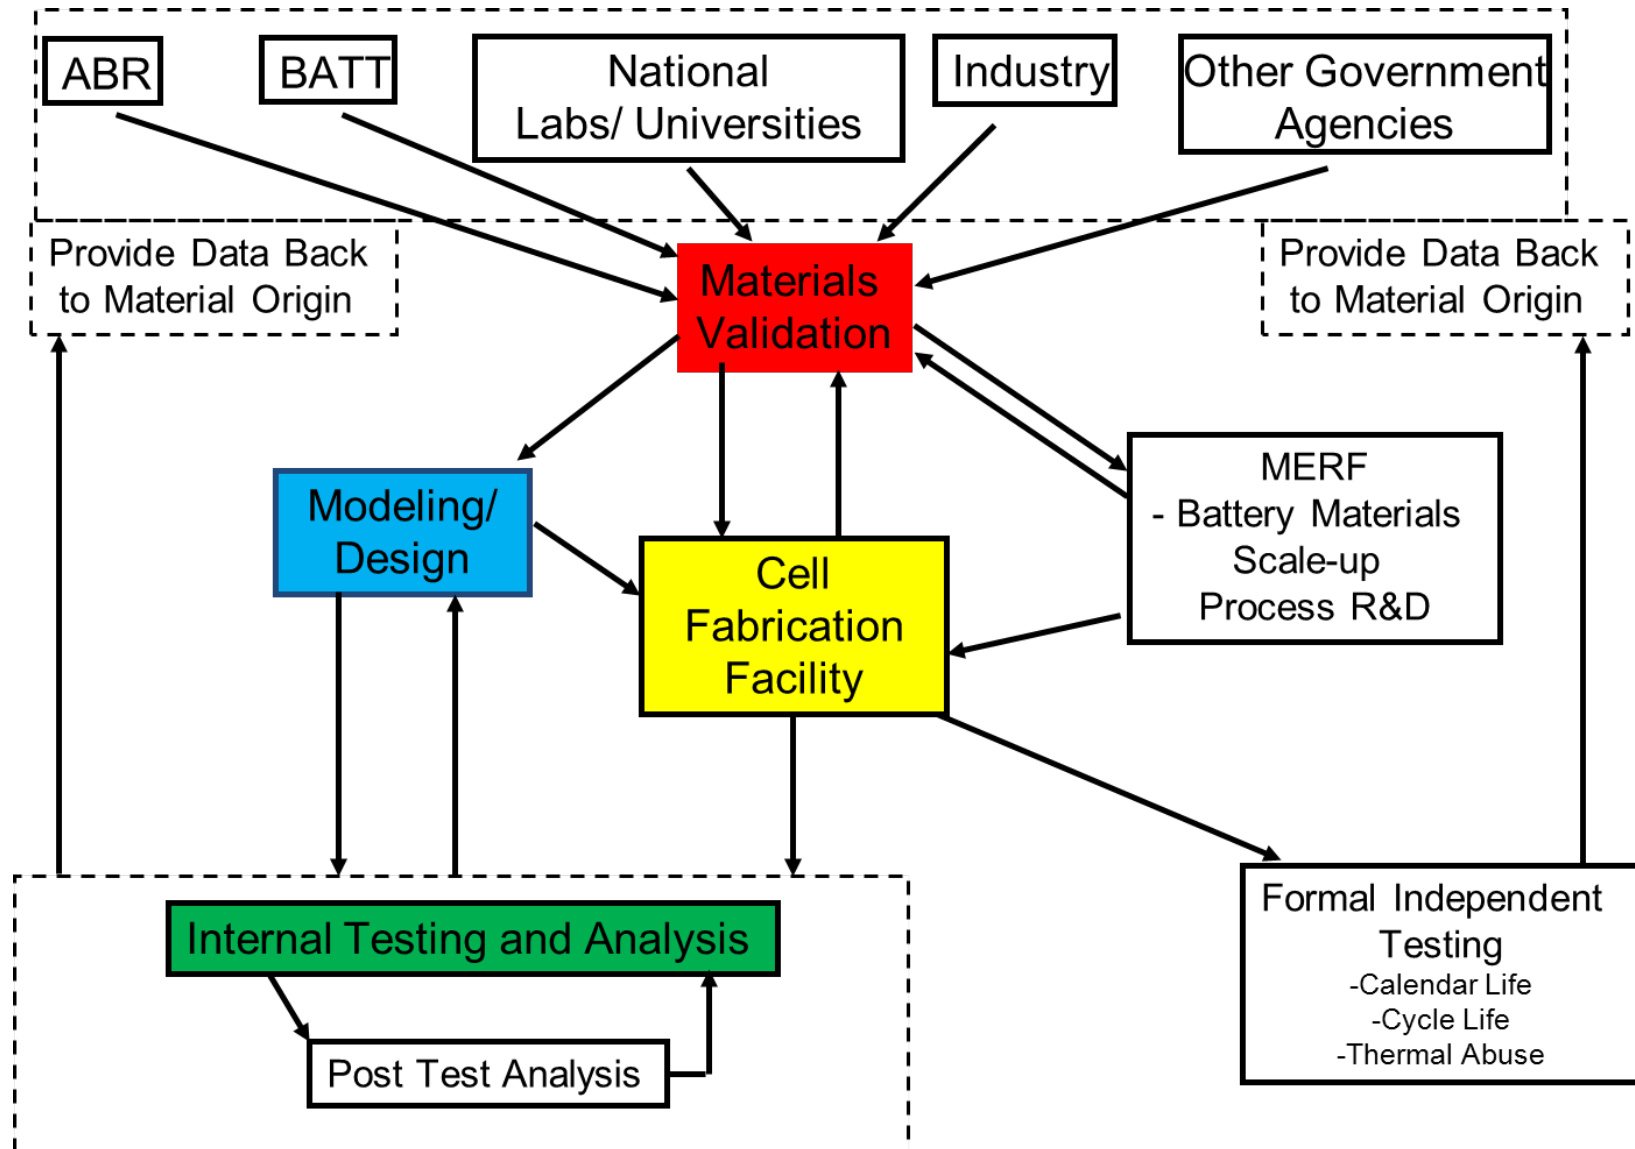 ABR
BATT
National
Labs/ Universities
Industry
Other Government
Agencies
Provide Data Back
to Material Origin
Provide Data Back
to Material Origin
Materials
Validation
Modeling/
Design
MERF
- Battery Materials
Scale-up
Process R&D
Cell
Fabrication
Facility
Internal Testing and Analysis
Post Test Analysis
Formal Independent
Testing
-Calendar Life
-Cycle Life
-Thermal Abuse